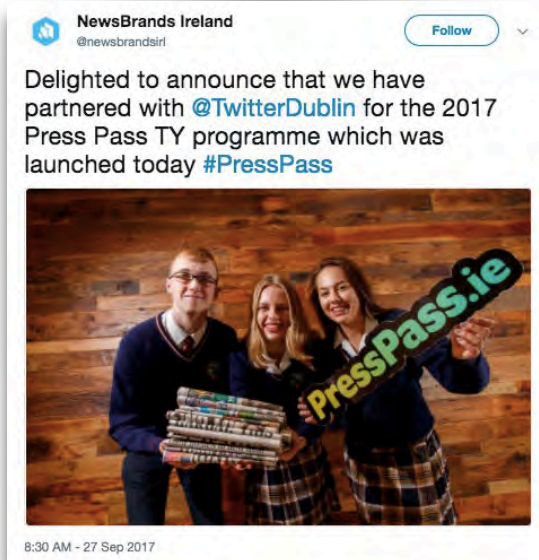 NewsBrands Ireland
@newsbrandsirl
Follow
Delighted to announce that we have
partnered with @TwitterDublin for the 2017
Press Pass TY programme which was
launched today #PressPass
PressPass.ie
8:30 AM - 27 Sep 2017